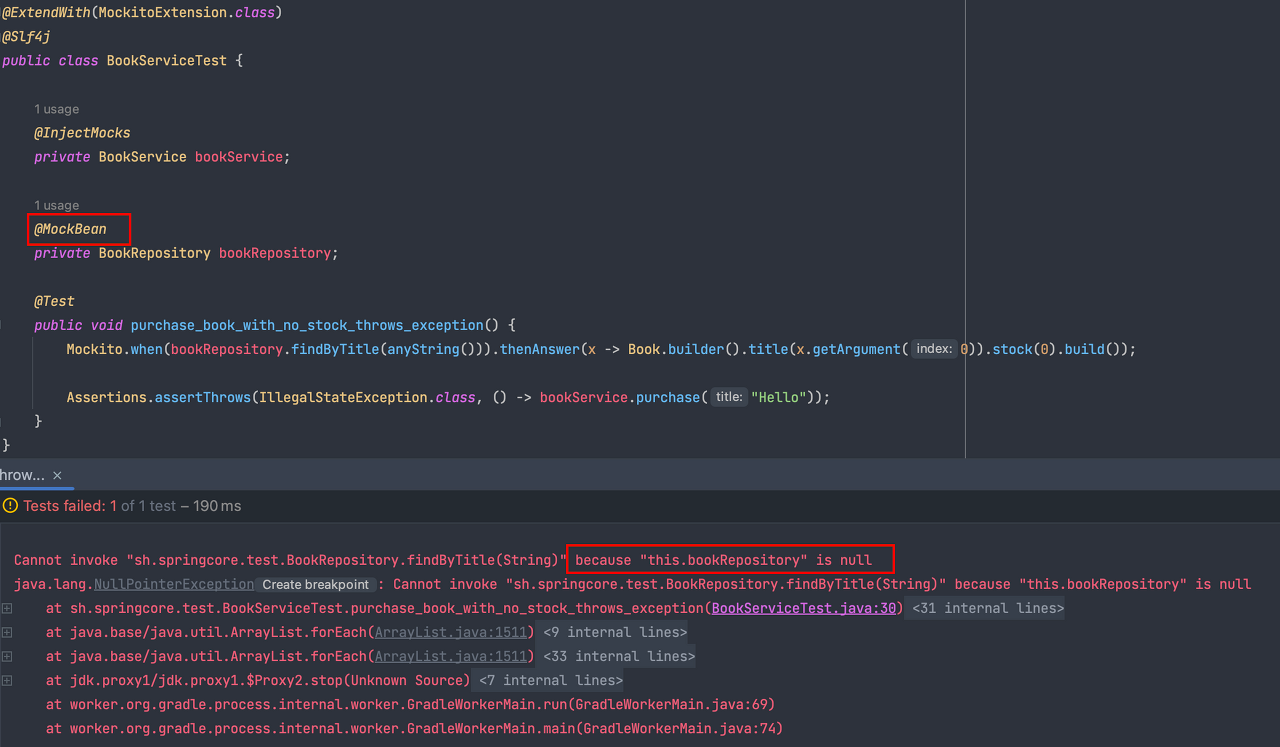 @ExtendWith(MockitoExtension.class)
@Slf4j
public class BookServiceTest {
1 usage
@InjectMocks
private BookService bookService;
1 usage
@MockBean
private BookRepository bookRepository;
@Test
public void purchase_book_with_no_stock_throws_exception() {
Mockito.when(bookRepository.findByTitle(anyString())).thenAnswer(x -> Book.builder().title(x.getArgument( index: 0)).stock(0).build());
Assertions.assertThrows(IllegalStateException.class, () -> bookService.purchase( title: "Hello"));
}
}
hrow... ×
Tests failed: 1 of 1 test – 190 ms
Cannot invoke "sh.springcore.test.BookRepository.findByTitle(String)" because "this.bookRepository" is null
java.lang.NullPointerException Create breakpoint : Cannot invoke "sh.springcore.test.BookRepository.findByTitle(String)" because "this.bookRepository" is null
at sh.springcore.test.BookServiceTest.purchase_book_with_no_stock_throws_exception(BookServiceTest.java:30) <31 internal lines>
at java.base/java.util.ArrayList.forEach(ArrayList.java:1511) <9 internal lines>
at java.base/java.util.ArrayList.forEach(ArrayList.java:1511) <33 internal lines>
at jdk.proxy1/jdk.proxy1.$Proxy2.stop(Unknown Source) <7 internal lines>
at worker.org.gradle.process.internal.worker.GradleWorkerMain.run(GradleWorkerMain.java:69)
at worker.org.gradle.process.internal.worker.GradleWorkerMain.main(GradleWorkerMain.java:74)